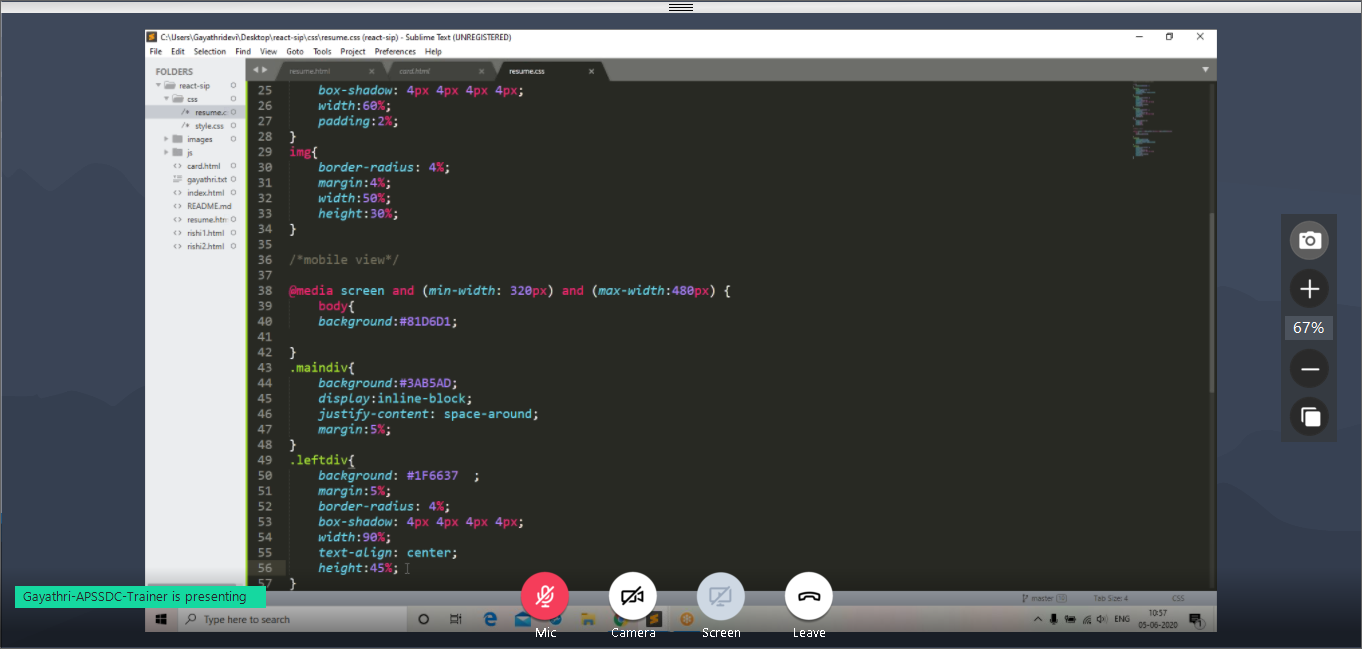 C:\Users\Gayathridevi\Desktop\react-sip\css\resume.css (react-sip) - Sublime Text (UNREGISTERED)
File Edit Selection Find View Goto Tools Project Preferences Help
FOLDERS
react-sip
css
/* resume.c
/* style.css
images
js
<> card.html
gayathri.txt
<> index.html
<> README.md
<> resume.htm
<> rishi1.html
<> rishi2.html
resume.html card.html resume.css
25 box-shadow: 4px 4px 4px 4px;
26 width:60%;
27 padding:2%;
28 }
29 img{
30 border-radius: 4%;
31 margin:4%;
32 width:50%;
33 height:30%;
34 }
35
36 /*mobile view*/
37
38 @media screen and (min-width: 320px) and (max-width:480px) {
39 body{
40 background:#81D6D1;
41
42 }
43 .maindiv{
44 background:#3AB5AD;
45 display:inline-block;
46 justify-content: space-around;
47 margin:5%;
48 }
49 .leftdiv{
50 background: #1F6637 ;
51 margin:5%;
52 border-radius: 4%;
53 box-shadow: 4px 4px 4px 4px;
54 width:90%;
55 text-align: center;
56 height:45%;
57 }
67%
Gayathri-APSSDC-Trainer is presenting
master Tab Size: 4 CSS
Type here to search
ENG
10:57
05-06-2020
Mic Camera Screen Leave